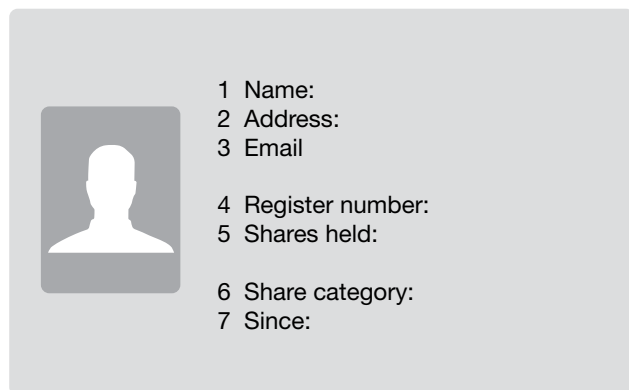 1 Name:
2 Address:
3 Email
4 Register number:
5 Shares held:
6 Share category:
7 Since: